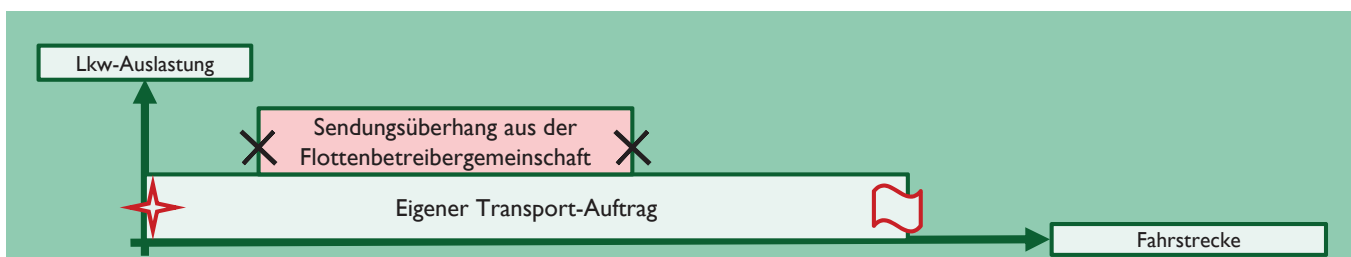 Lkw-Auslastung
Sendungsüberhang aus der
Flottenbetreibergemeinschaft
Eigener Transport-Auftrag
Fahrstrecke